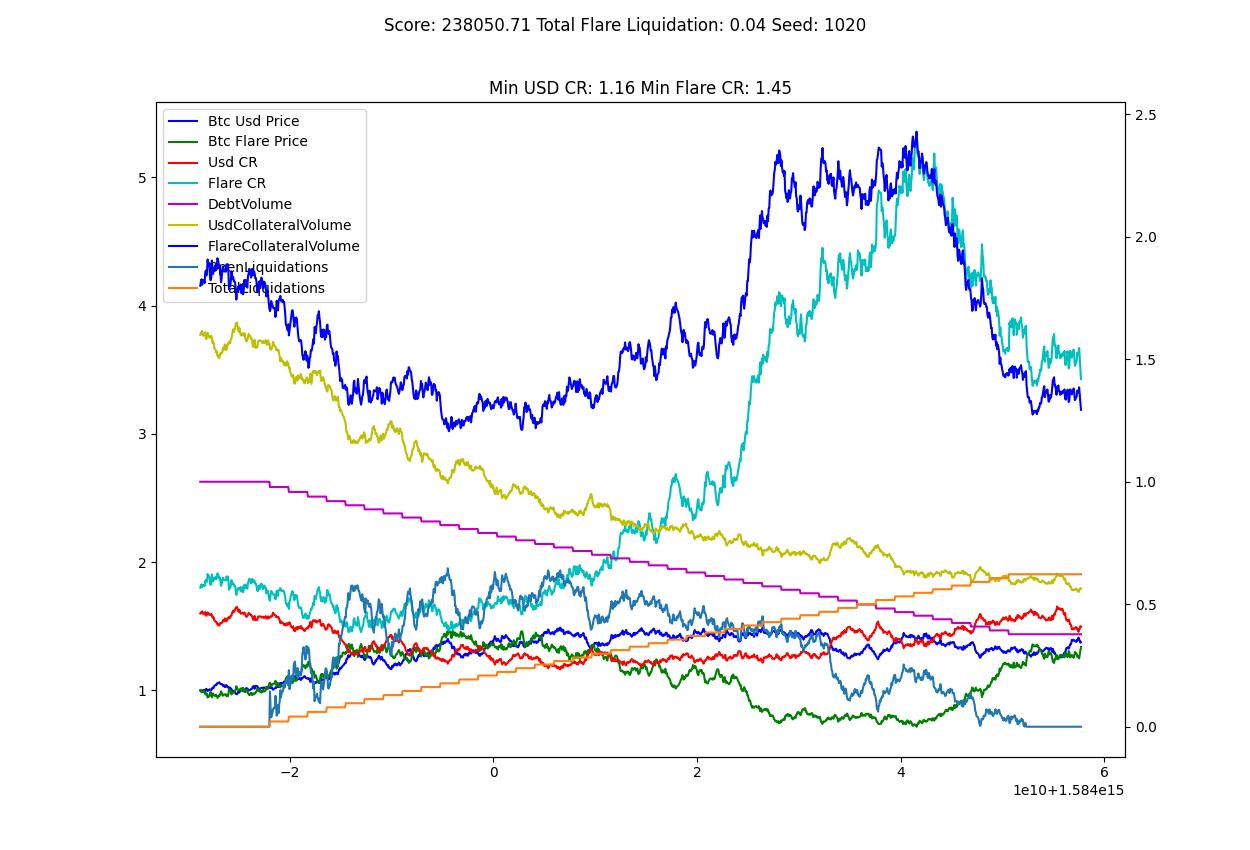 Score: 238050.71 Total Flare Liquidation: 0.04 Seed: 1020
Min USD CR: 1.16 Min Flare CR: 1.45
Btc Usd Price
Btc Flare Price
Usd CR
Flare CR
DebtVolume
UsdCollateralVolume
FlareCollateralVolume
OpenLiquidations
TotalLiquidations
5
4
3
2
1
2.5
2.0
1.5
1.0
0.5
0.0
−2 0 2 4 6
1e10+1.584e15